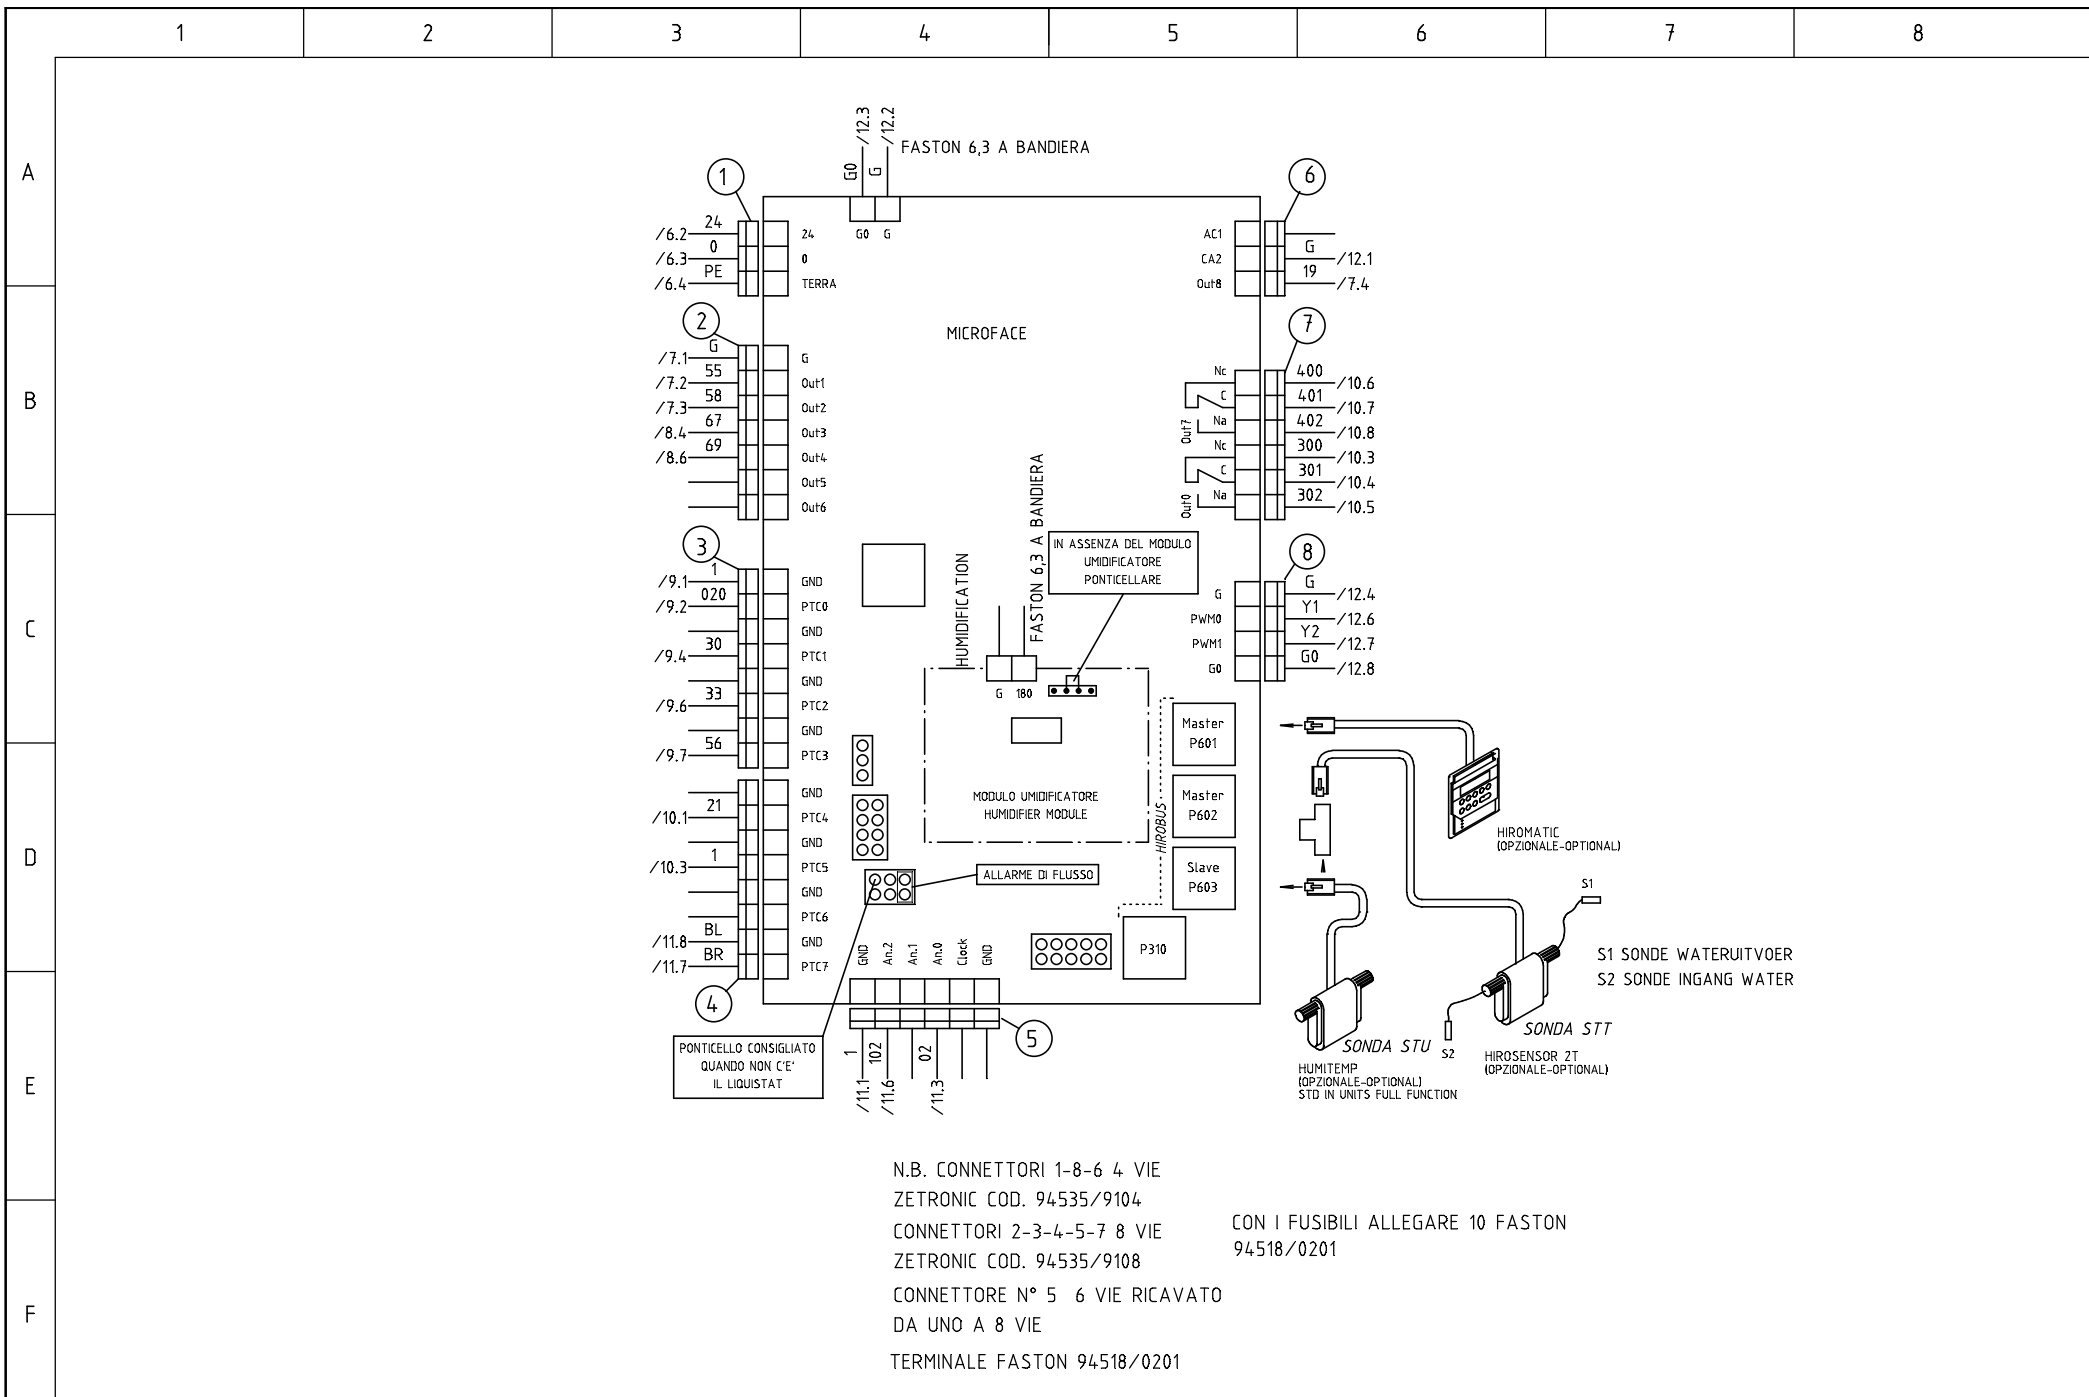 1 2 3 4 5 6 7 8
A
B
C
D
E
F
/12.3
/12.2
G0
G
FASTON 6,3 A BANDIERA
G0 G
1
24
/6.2
0
/6.3
PE
/6.4
24
0
TERRA
2
G
/7.1
55
/7.2
58
/7.3
67
/8.4
69
/8.6
G
Out1
Out2
Out3
Out4
Out5
Out6
3
1
/9.1
020
/9.2
30
/9.4
33
/9.6
56
/9.7
GND
PTC0
GND
PTC1
GND
PTC2
GND
PTC3
21
/10.1
1
/10.3
BL
/11.8
BR
/11.7
4
GND
PTC4
GND
PTC5
GND
PTC6
GND
PTC7
MICROFACE
6
AC1
CA2
Out8
G
/12.1
19
/7.4
7
Nc
C
Na
Out7
Nc
C
Na
Out0
400
/10.6
401
/10.7
402
/10.8
300
/10.3
301
/10.4
302
/10.5
8
G
PWM0
PWM1
G0
G
/12.4
Y1
/12.6
Y2
/12.7
G0
/12.8
HUMIDIFICATION
FASTON 6,3 A BANDIERA
IN ASSENZA DEL MODULO
UMIDIFICATORE
PONTICELLARE
G 180
MODULO UMIDIFICATORE
HUMIDIFIER MODULE
HIROBUS
Master
P601
Master
P602
Slave
P603
P310
ALLARME DI FLUSSO
GND
An.2
An.1
An.0
Clock
GND
5
1
102
02
/11.1
/11.6
/11.3
PONTICELLO CONSIGLIATO
QUANDO NON C'E'
IL LIQUISTAT
HIROMATIC
(OPZIONALE-OPTIONAL)
S1
S1 SONDE WATERUITVOER
S2 SONDE INGANG WATER
SONDA STT
SONDA STU
S2
HIROSENSOR 2T
(OPZIONALE-OPTIONAL)
HUMITEMP
(OPZIONALE-OPTIONAL)
STD IN UNITS FULL FUNCTION
N.B. CONNETTORI 1-8-6 4 VIE
ZETRONIC COD. 94535/9104
CONNETTORI 2-3-4-5-7 8 VIE
ZETRONIC COD. 94535/9108
CONNETTORE N° 5 6 VIE RICAVATO
DA UNO A 8 VIE
TERMINALE FASTON 94518/0201
CON I FUSIBILI ALLEGARE 10 FASTON
94518/0201